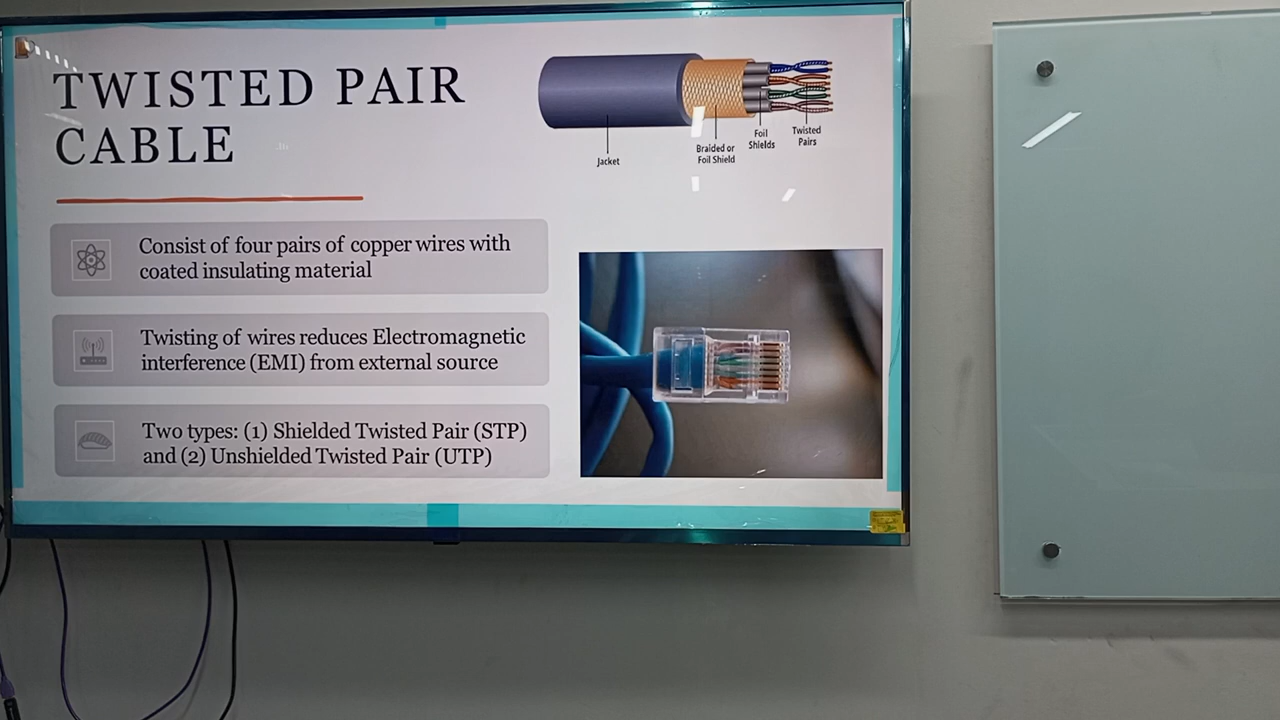 TWISTED PAIR
CABLE
Jacket
Braided or
Foil Shield
Foil
Shields
Twisted
Pairs
Consist of four pairs of copper wires with
coated insulating material
Twisting of wires reduces Electromagnetic
interference (EMI) from external source
Two types: (1) Shielded Twisted Pair (STP)
and (2) Unshielded Twisted Pair (UTP)